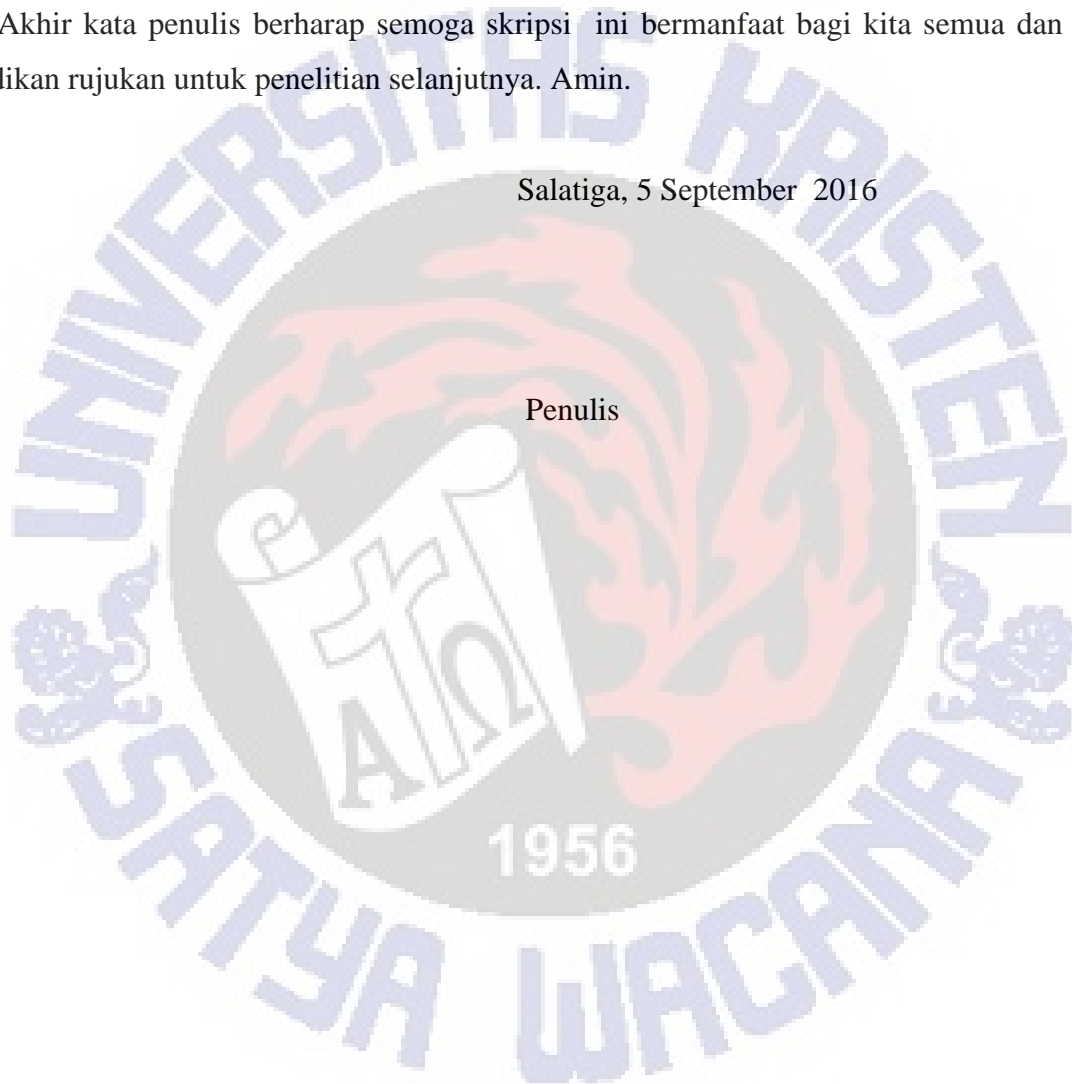 Akhir kata penulis berharap semoga skripsi ini bermanfaat bagi kita semua dan
dikan rujukan untuk penelitian selanjutnya. Amin.
Salatiga, 5 September 2016
Penulis
UNIVERSITAS KRISTEN
SATYA WACANA
Α Ω
1956